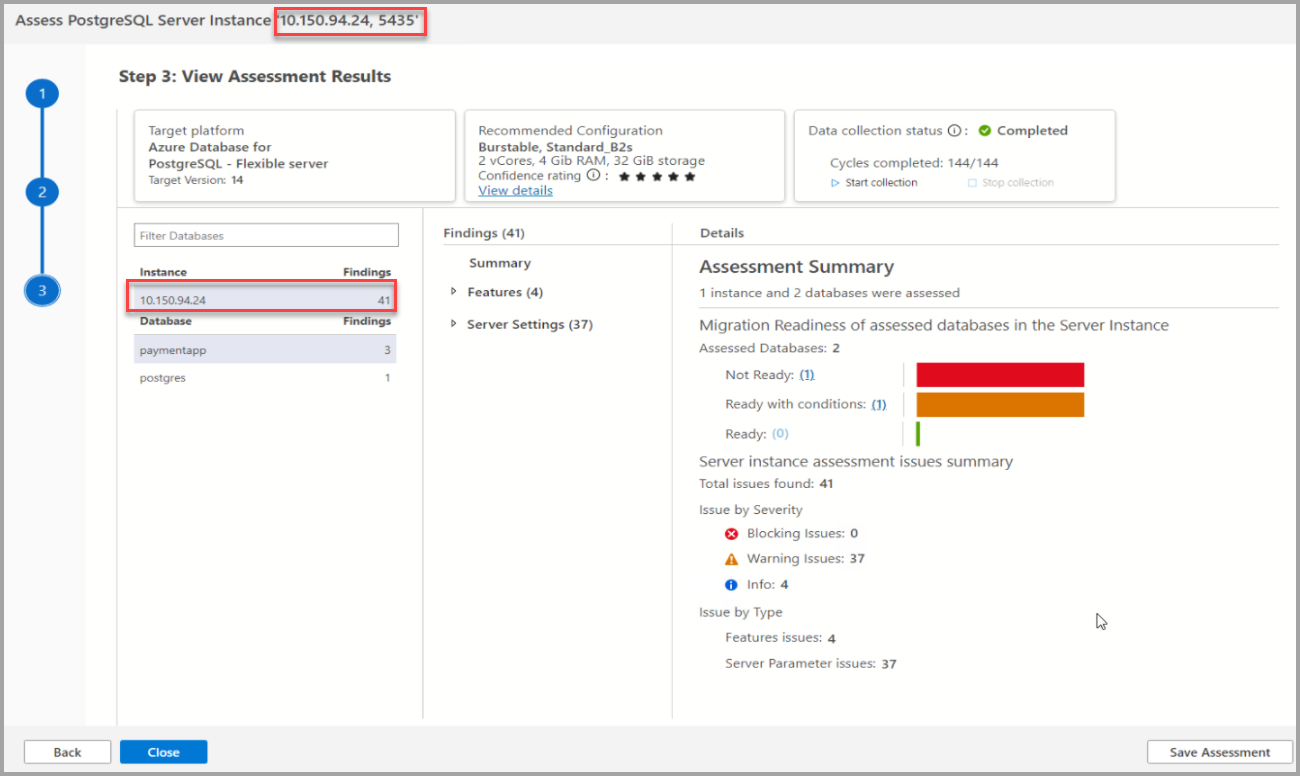 Assess PostgreSQL Server Instance '10.150.94.24, 5435'
Step 3: View Assessment Results
1
2
3
Target platform
Azure Database for
PostgreSQL - Flexible server
Target Version: 14
Recommended Configuration
Burstable, Standard_B2s
2 vCores, 4 Gib RAM, 32 GiB storage
Confidence rating ⓘ : ★ ★ ★ ★ ★
View details
Data collection status ⓘ : Completed
Cycles completed: 144/144
Start collection Stop collection
Filter Databases
Instance Findings
10.150.94.24 41
Database Findings
paymentapp 3
postgres 1
Findings (41)
Summary
Features (4)
Server Settings (37)
Details
Assessment Summary
1 instance and 2 databases were assessed
Migration Readiness of assessed databases in the Server Instance
Assessed Databases: 2
Not Ready: (1)
Ready with conditions: (1)
Ready: (0)
Server instance assessment issues summary
Total issues found: 41
Issue by Severity
Blocking Issues: 0
Warning Issues: 37
Info: 4
Issue by Type
Features issues: 4
Server Parameter issues: 37
Back Close Save Assessment